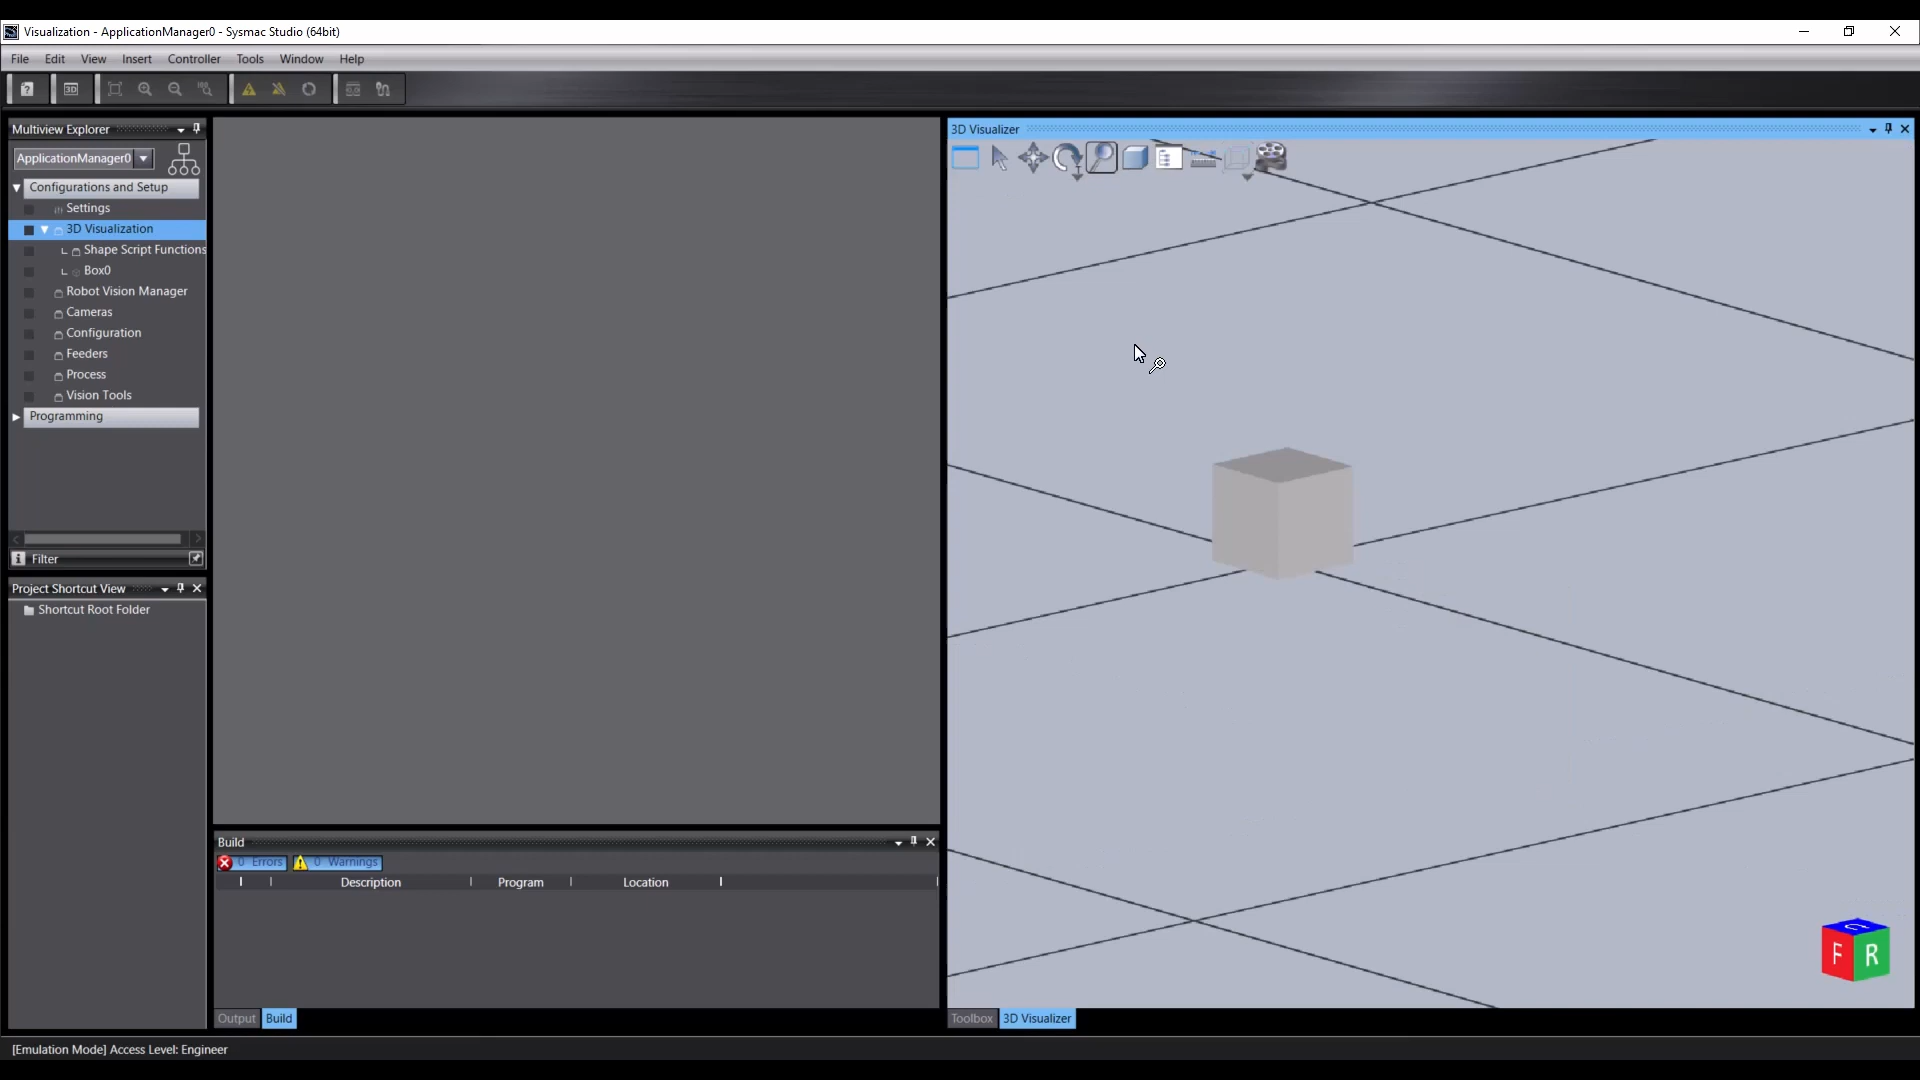 Visualization - ApplicationManager0 - Sysmac Studio (64bit)
File Edit View Insert Controller Tools Window Help
3D
Multiview Explorer
ApplicationManager0
Configurations and Setup
Settings
3D Visualization
Shape Script Functions
Box0
Robot Vision Manager
Cameras
Configuration
Feeders
Process
Vision Tools
Programming
Filter
Project Shortcut View
Shortcut Root Folder
Build
0 Errors 0 Warnings
Description Program Location
Output Build
3D Visualizer
F R
Toolbox 3D Visualizer
[Emulation Mode] Access Level: Engineer